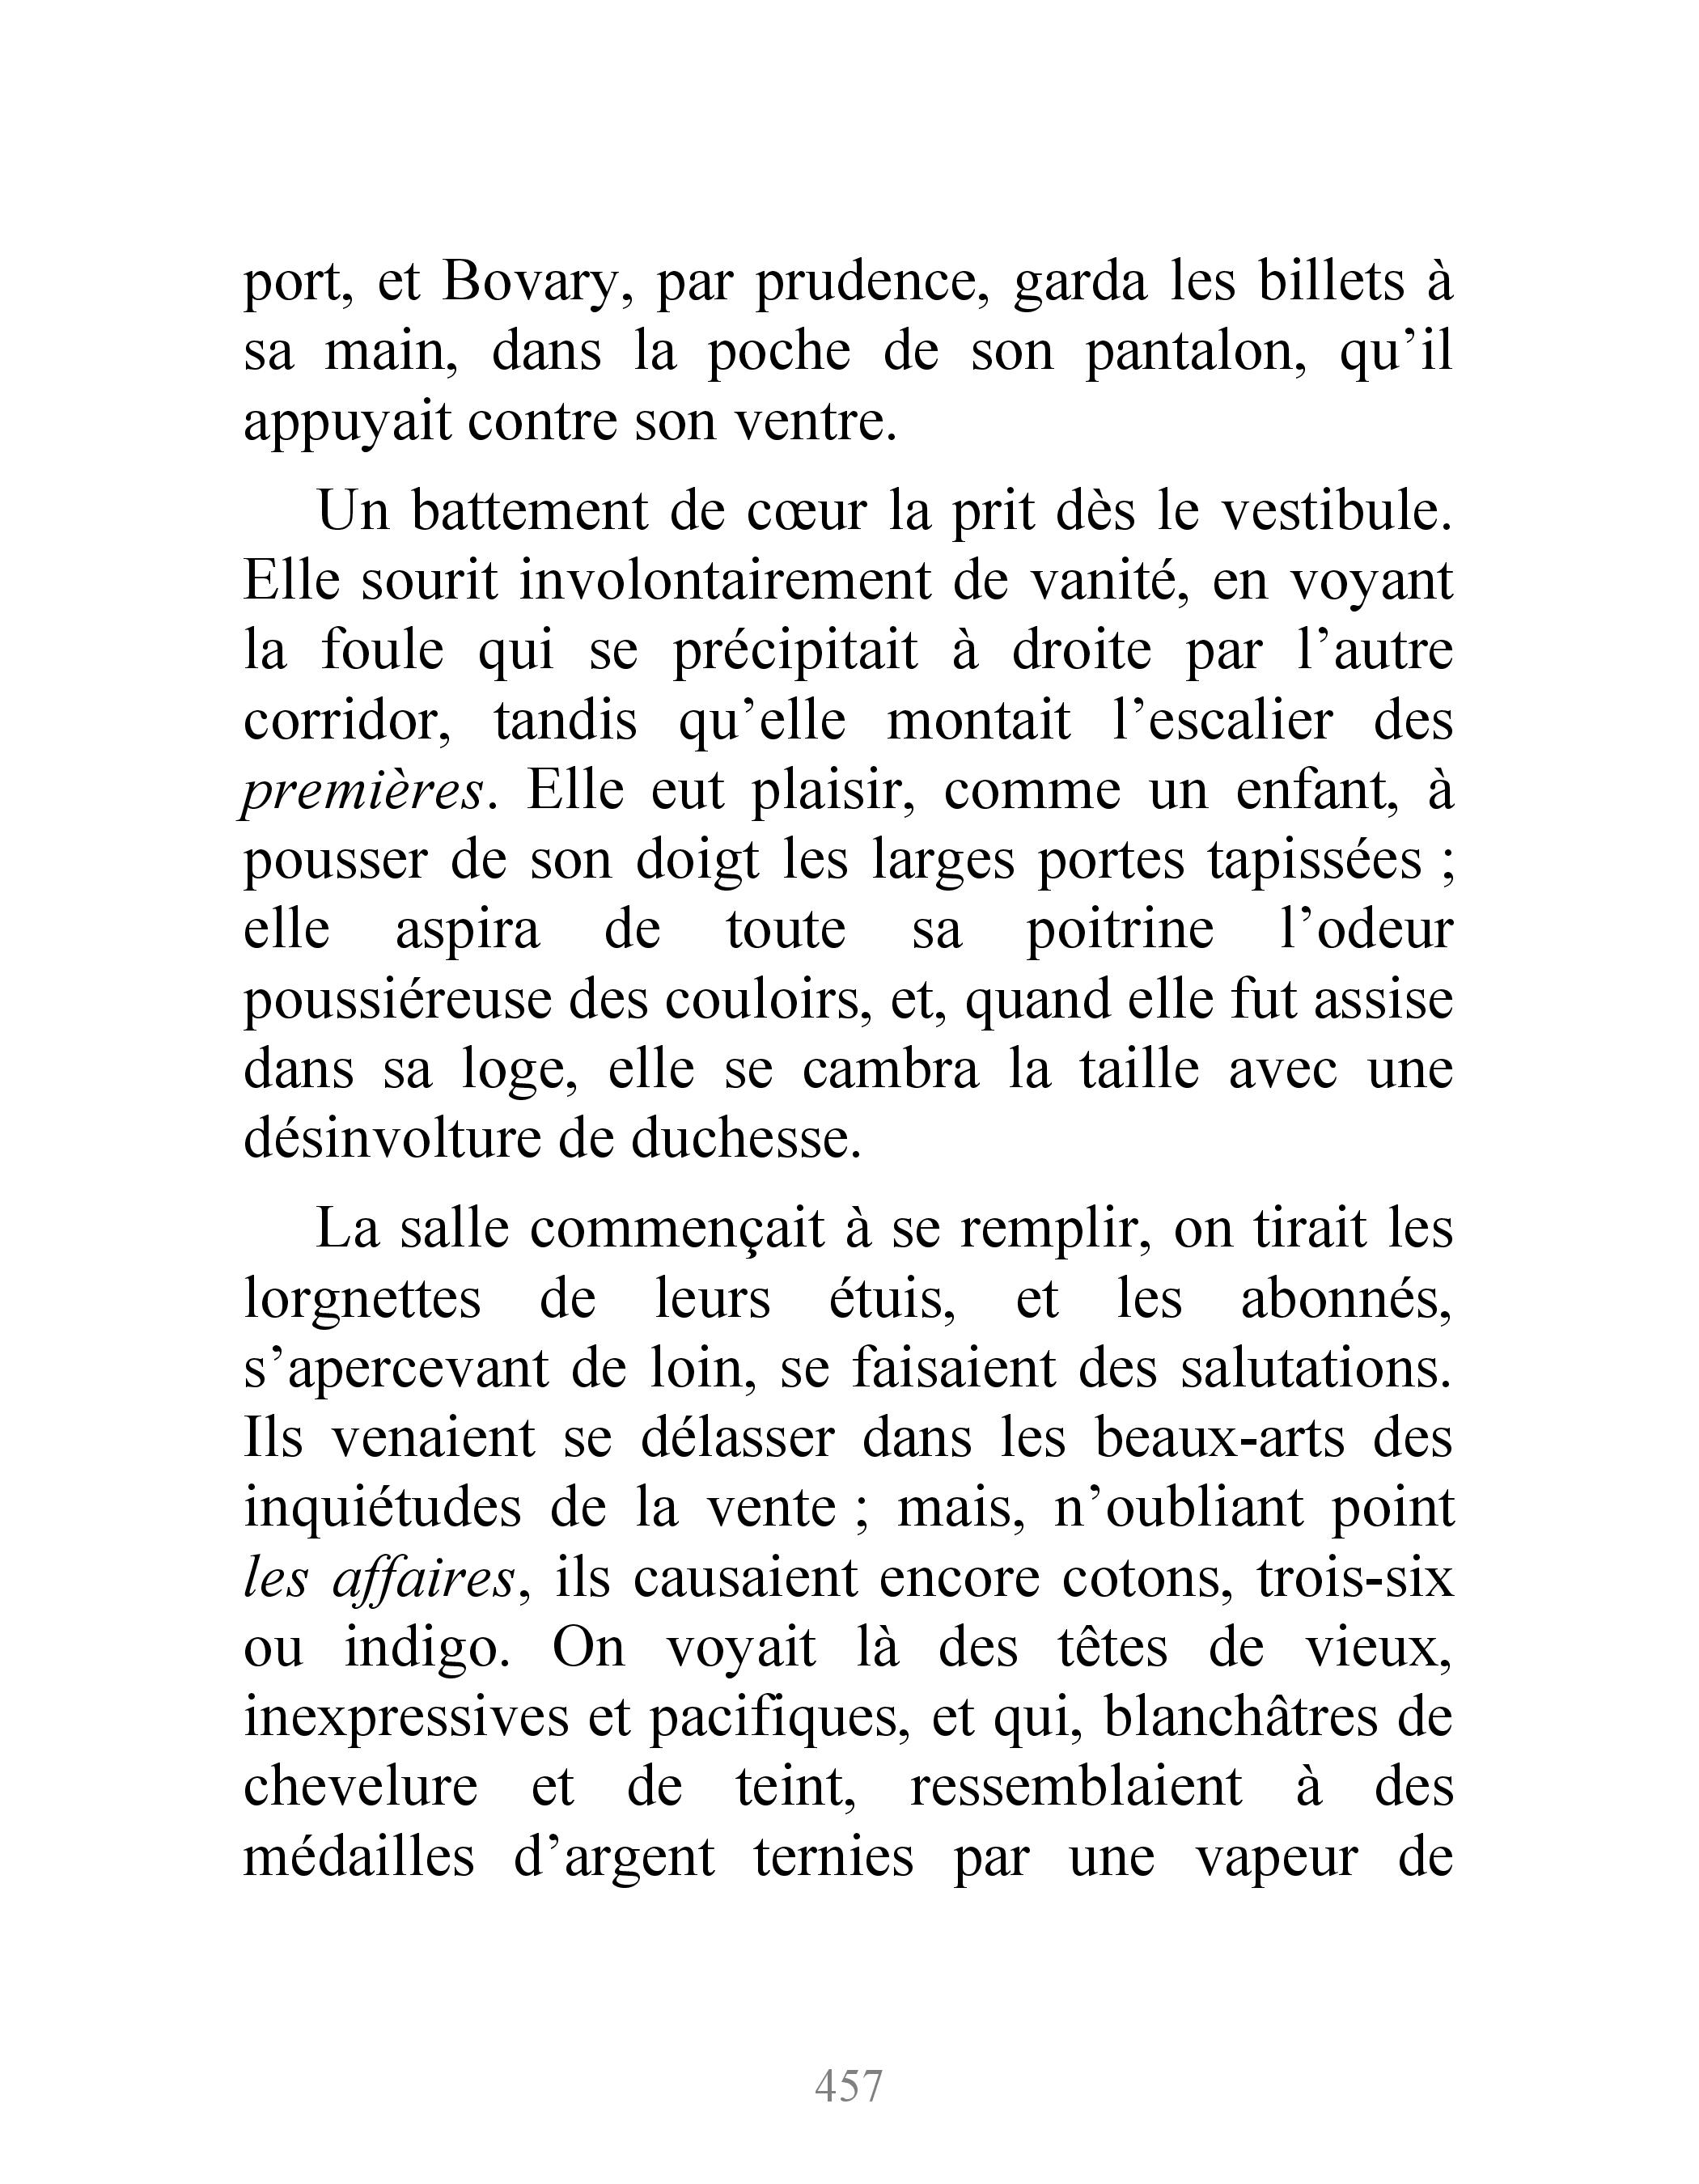 port, et Bovary, par prudence, garda les billets à
sa main, dans la poche de son pantalon, qu’il
appuyait contre son ventre.
Un battement de cœur la prit dès le vestibule.
Elle sourit involontairement de vanité, en voyant
la foule qui se précipitait à droite par l’autre
corridor, tandis qu’elle montait l’escalier des
premières. Elle eut plaisir, comme un enfant, à
pousser de son doigt les larges portes tapissées ;
elle aspira de toute sa poitrine l’odeur
poussiéreuse des couloirs, et, quand elle fut assise
dans sa loge, elle se cambra la taille avec une
désinvolture de duchesse.
La salle commençait à se remplir, on tirait les
lorgnettes de leurs étuis, et les abonnés,
s’apercevant de loin, se faisaient des salutations.
Ils venaient se délasser dans les beaux-arts des
inquiétudes de la vente ; mais, n’oubliant point
les affaires, ils causaient encore cotons, trois-six
ou indigo. On voyait là des têtes de vieux,
inexpressives et pacifiques, et qui, blanchâtres de
chevelure et de teint, ressemblaient à des
médailles d’argent ternies par une vapeur de
457